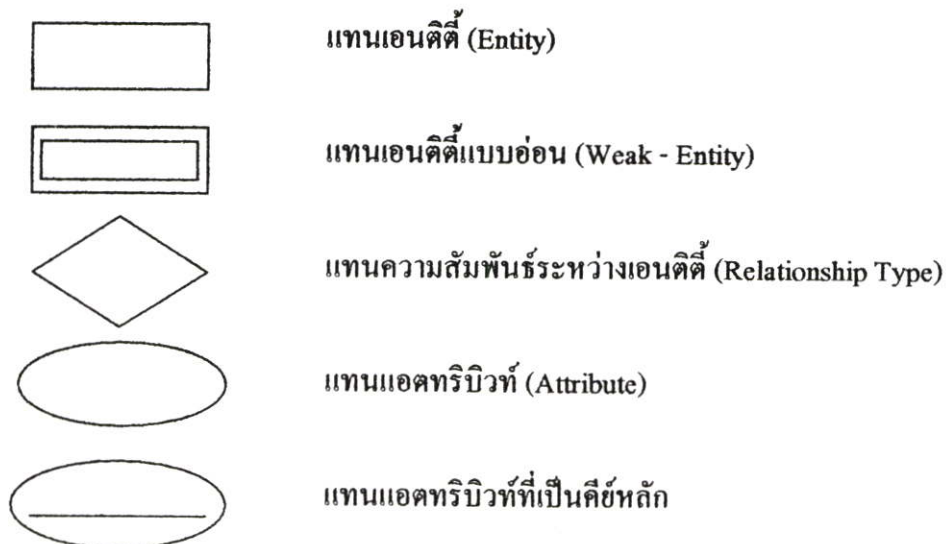 แทนเอนติตี้ (Entity)
แทนเอนติตี้แบบอ่อน (Weak - Entity)
แทนความสัมพันธ์ระหว่างเอนติตี้ (Relationship Type)
แทนแอตทริบิวท์ (Attribute)
แทนแอตทริบิวท์ที่เป็นคีย์หลัก